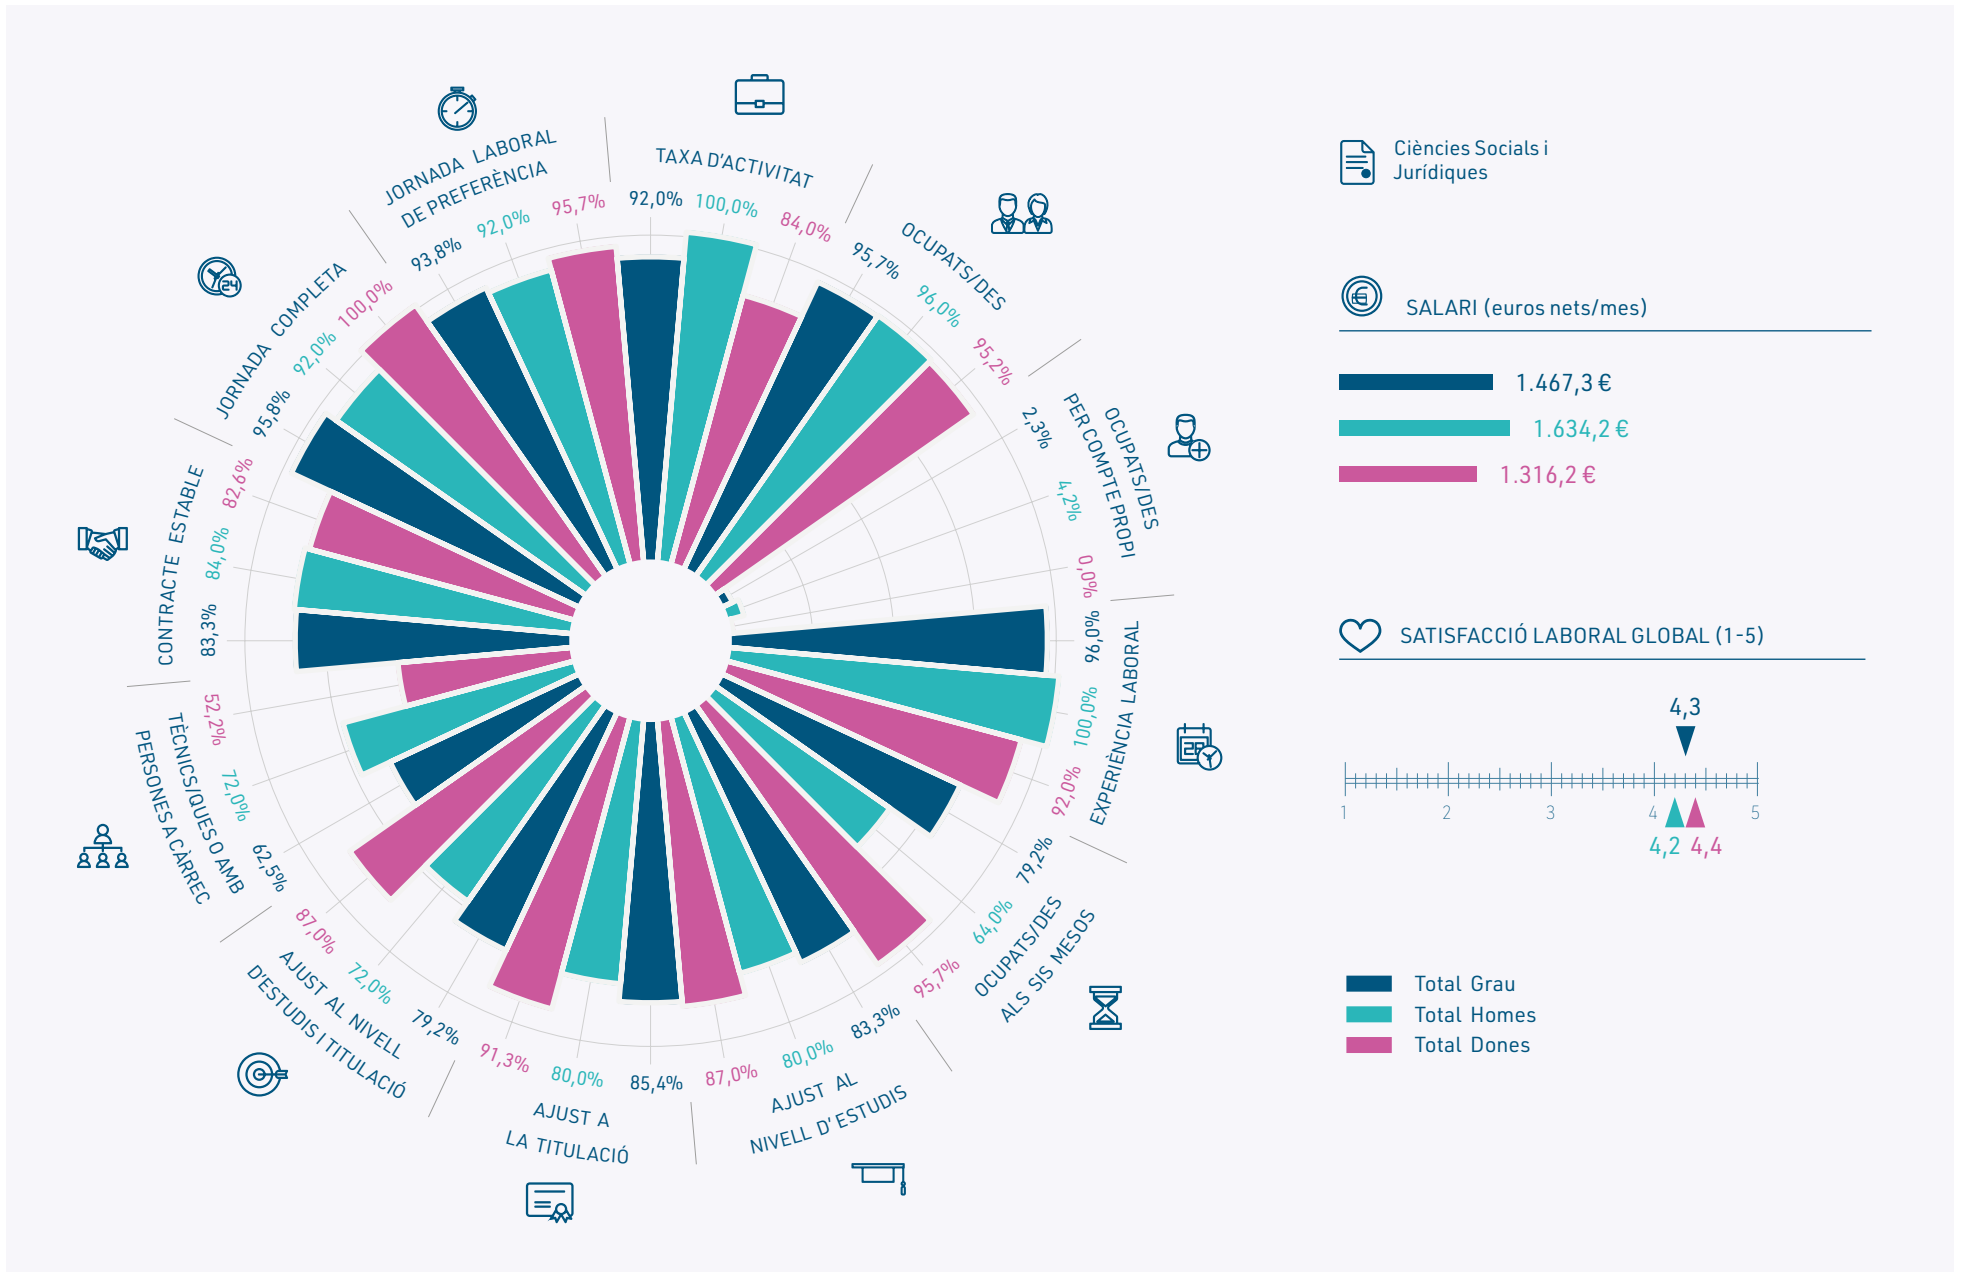 TAXA D'ACTIVITAT
92,0%
100,0%
84,0%
OCUPATS/DES
95,7%
96,0%
95,2%
OCUPATS/DES
PER COMPTE PROPI
2,3%
4,2%
0,0%
EXPERIÈNCIA LABORAL
96,0%
100,0%
92,0%
OCUPATS/DES
ALS SIS MESOS
79,2%
64,0%
95,7%
AJUST AL
NIVELL D'ESTUDIS
83,3%
80,0%
87,0%
AJUST A
LA TITULACIÓ
85,4%
80,0%
91,3%
AJUST AL NIVELL
D'ESTUDIS I TITULACIÓ
79,2%
72,0%
87,0%
TÈCNICS/QUES O AMB
PERSONES A CÀRREC
62,5%
72,0%
52,2%
CONTRACTE ESTABLE
83,3%
84,0%
82,6%
JORNADA COMPLETA
95,8%
92,0%
100,0%
JORNADA LABORAL
DE PREFERÈNCIA
93,8%
92,0%
95,7%
24
28
Ciències Socials i
Jurídiques
€
SALARI (euros nets/mes)
1.467,3 €
1.634,2 €
1.316,2 €
SATISFACCIÓ LABORAL GLOBAL (1-5)
4,3
1 2 3 4 5
4,2 4,4
Total Grau
Total Homes
Total Dones